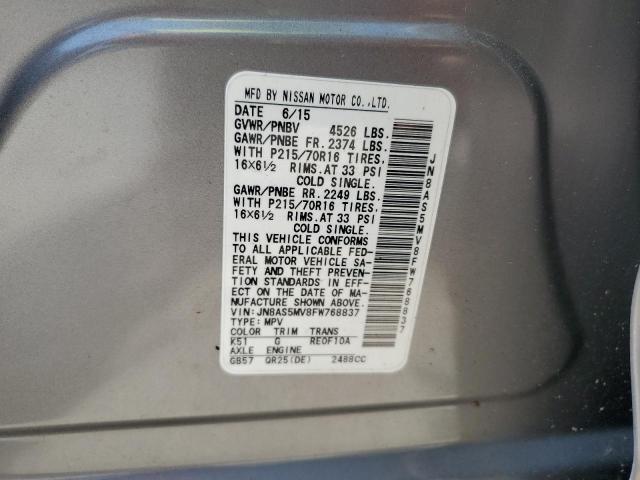 MFD BY NISSAN MOTOR CO.,LTD.
DATE 6/15
GVWR/PNBV 4526 LBS.
GAWR/PNBE FR. 2374 LBS.
WITH P215/70R16 TIRES,
16X6½ RIMS.AT 33 PSI
COLD SINGLE.
GAWR/PNBE RR. 2249 LBS.
WITH P215/70R16 TIRES,
16X6½ RIMS.AT 33 PSI
COLD SINGLE.
THIS VEHICLE CONFORMS
TO ALL APPLICABLE FED-
ERAL MOTOR VEHICLE SA-
FETY AND THEFT PREVEN-
TION STANDARDS IN EFF-
ECT ON THE DATE OF MA-
NUFACTURE SHOWN ABOVE.
VIN: JN8AS5MV8FW768837
TYPE: MPV
COLOR TRIM TRANS
K51 G RE0F10A
AXLE ENGINE
GB57 QR25(DE) 2488CC
JN8AS5MV8FW768837